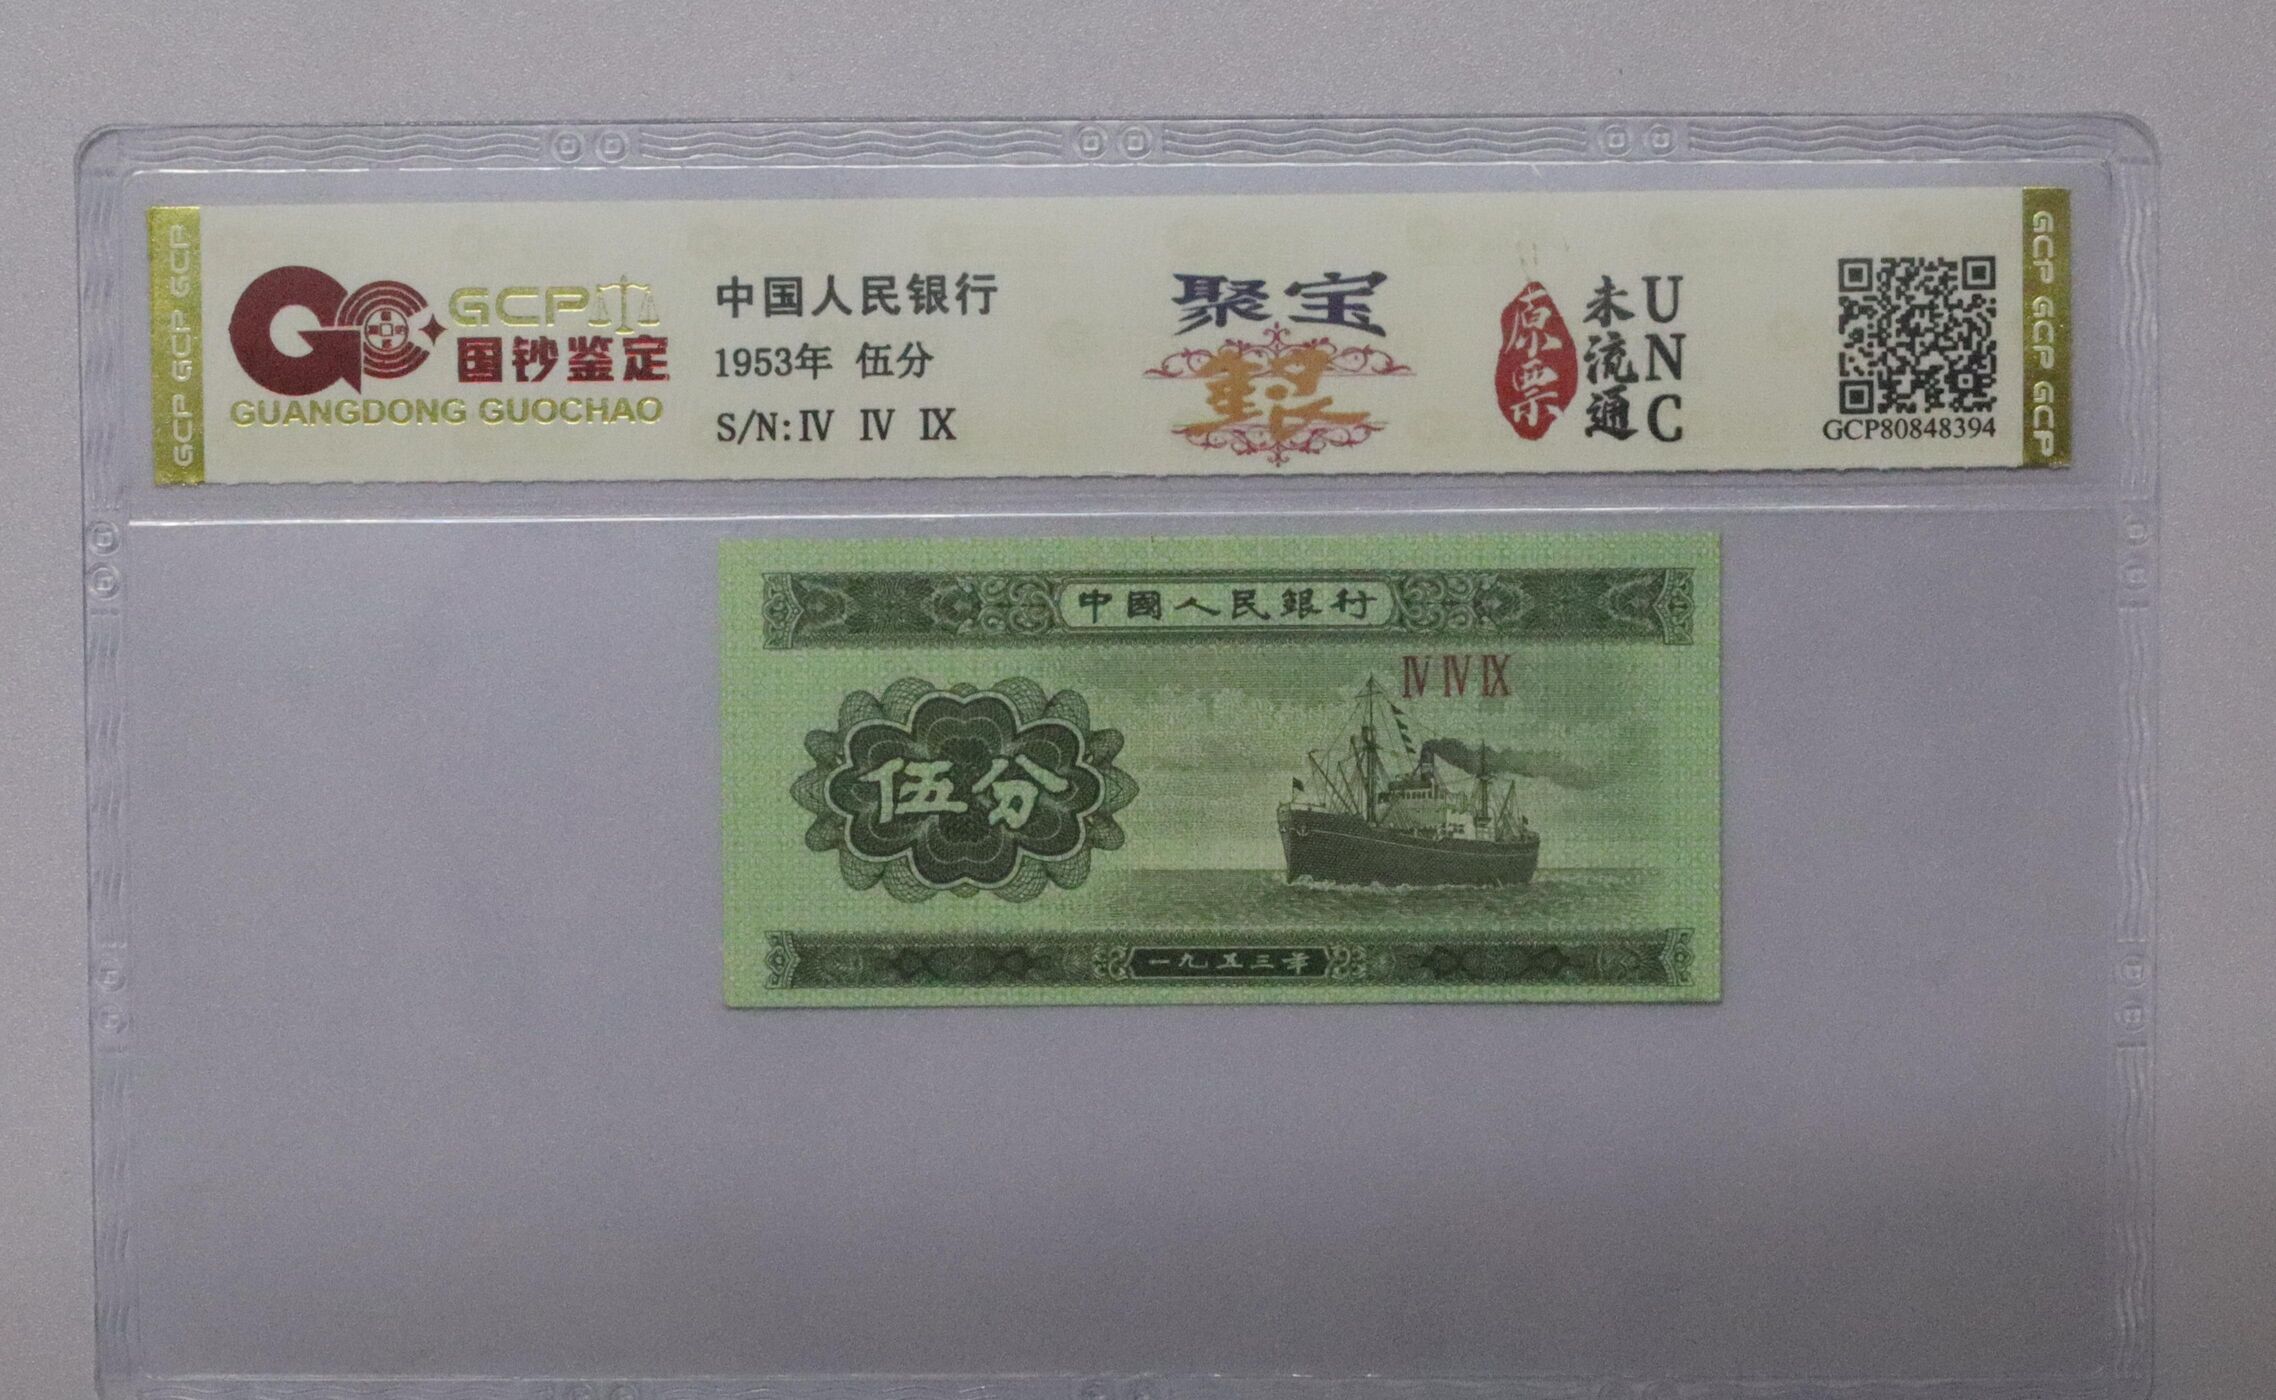 GCP GCP GCP
GCP
国钞鉴定
GUANGDONG GUOCHAO
中国人民银行
1953年 伍分
S/N:Ⅳ Ⅳ Ⅸ
聚宝
原票
未流通
UNC
GCP80848394
GCP GCP GCP
中國人民銀行
Ⅳ Ⅳ Ⅸ
伍分
一九五三年